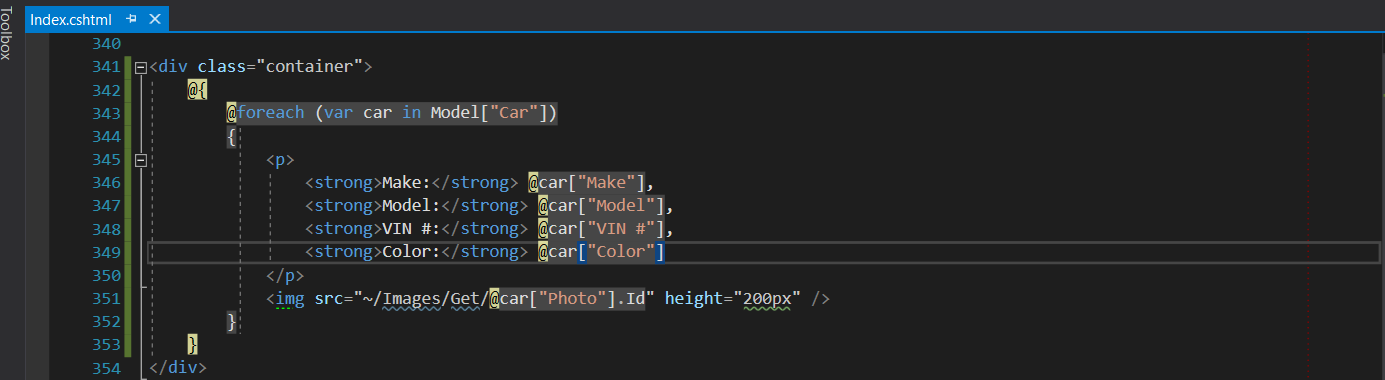 Toolbox
Index.cshtml
340
341 <div class="container">
342 @{
343 @foreach (var car in Model["Car"])
344 {
345 <p>
346 <strong>Make:</strong> @car["Make"],
347 <strong>Model:</strong> @car["Model"],
348 <strong>VIN #:</strong> @car["VIN #"],
349 <strong>Color:</strong> @car["Color"]
350 </p>
351 <img src="~/Images/Get/@car["Photo"].Id" height="200px" />
352 }
353 }
354 </div>